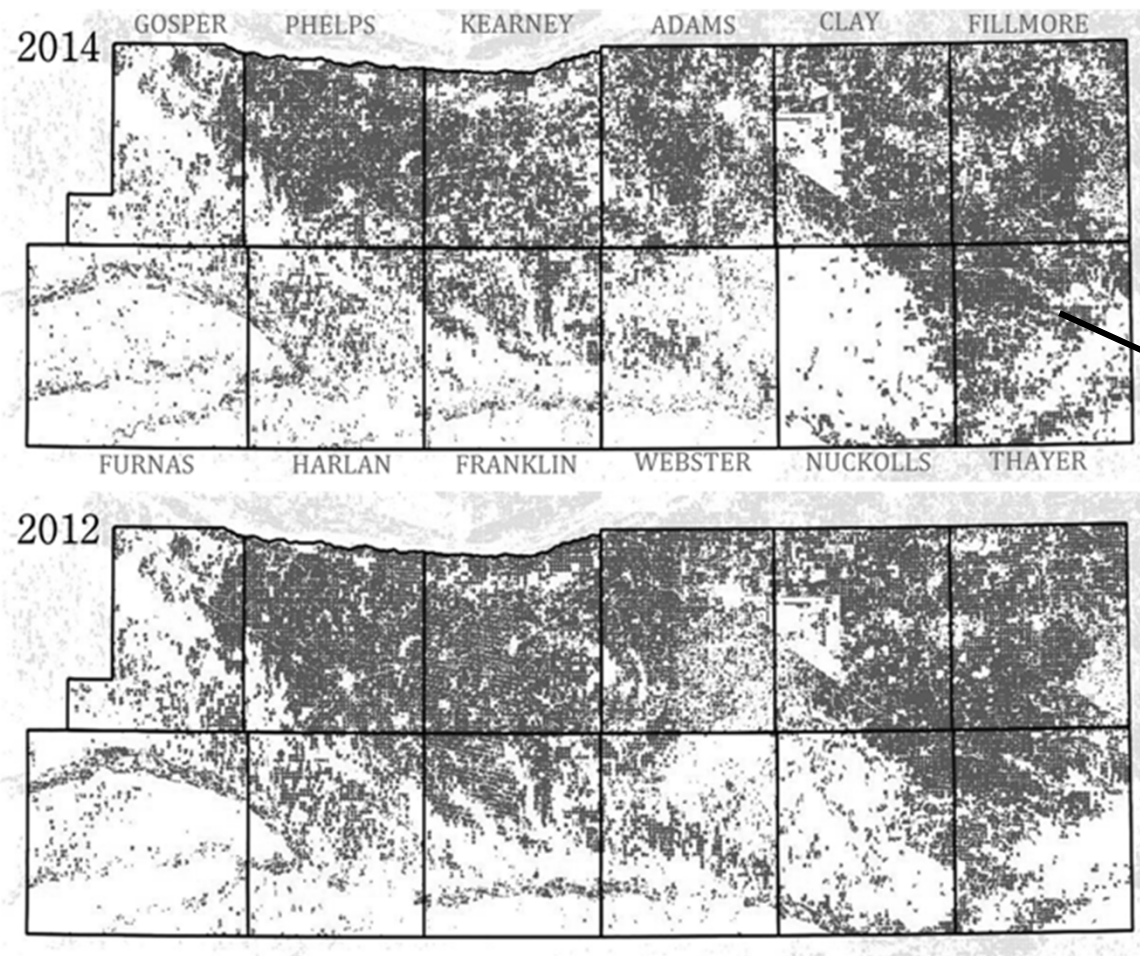 GOSPER PHELPS KEARNEY ADAMS CLAY FILLMORE
2014
FURNAS HARLAN FRANKLIN WEBSTER NUCKOLLS THAYER
2012